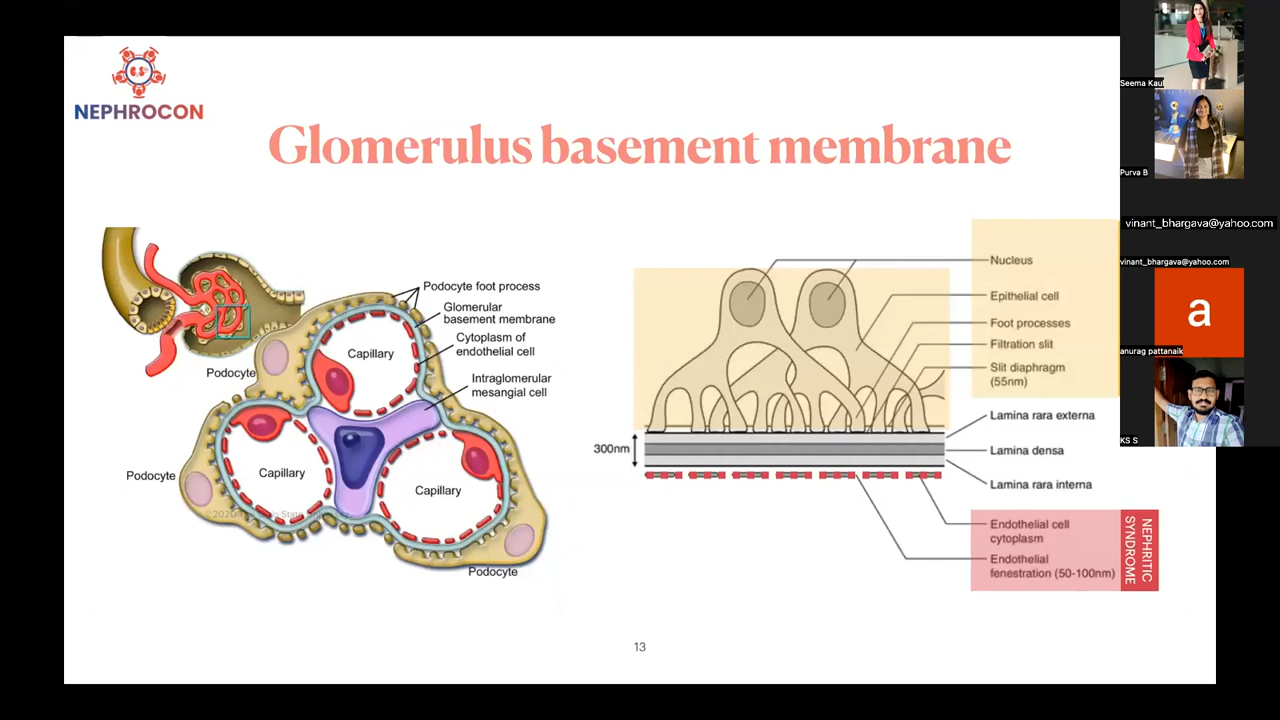 NEPHROCON
Glomerulus basement membrane
Podocyte foot process
Glomerular
basement membrane
Cytoplasm of
endothelial cell
Intraglomerular
mesangial cell
Capillary
Podocyte
Capillary
Capillary
Podocyte
Podocyte
300nm
Nucleus
Epithelial cell
Foot processes
Filtration slit
Slit diaphragm
(55nm)
Lamina rara externa
Lamina densa
Lamina rara interna
Endothelial cell
cytoplasm
Endothelial
fenestration (50-100nm)
NEPHRITIC
SYNDROME
13
Seema Kaul
Purva B
vinant_bhargava@yahoo.com
vinant_bhargava@yahoo.com
a
anurag pattanaik
KS S